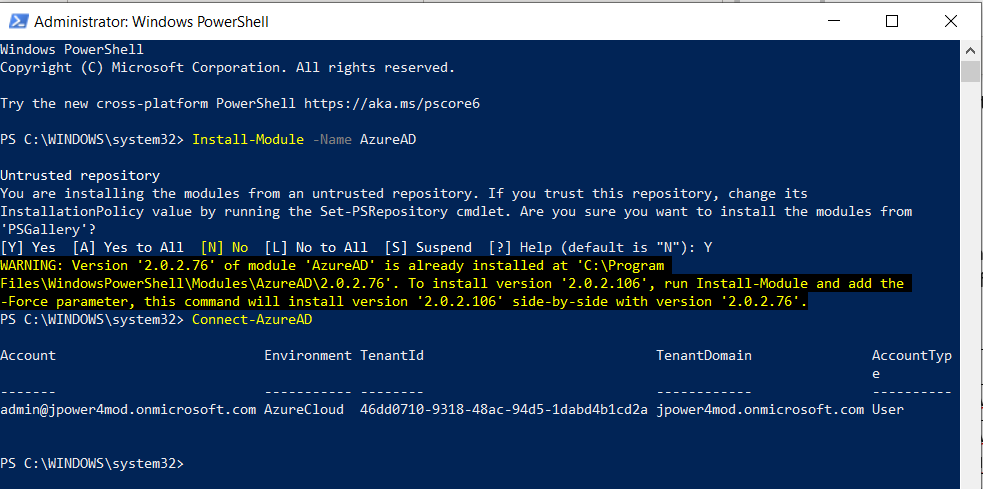 Administrator: Windows PowerShell
Windows PowerShell
Copyright (C) Microsoft Corporation. All rights reserved.
Try the new cross-platform PowerShell https://aka.ms/pscore6
PS C:\WINDOWS\system32> Install-Module -Name AzureAD
Untrusted repository
You are installing the modules from an untrusted repository. If you trust this repository, change its
InstallationPolicy value by running the Set-PSRepository cmdlet. Are you sure you want to install the modules from
'PSGallery'?
[Y] Yes  [A] Yes to All  [N] No  [L] No to All  [S] Suspend  [?] Help (default is "N"): Y
WARNING: Version '2.0.2.76' of module 'AzureAD' is already installed at 'C:\Program
Files\WindowsPowerShell\Modules\AzureAD\2.0.2.76'. To install version '2.0.2.106', run Install-Module and add the
-Force parameter, this command will install version '2.0.2.106' side-by-side with version '2.0.2.76'.
PS C:\WINDOWS\system32> Connect-AzureAD
Account                          Environment TenantId                             TenantDomain               AccountTyp
                                                                                                             e
-------                          ----------- --------                             ------------               ----------
admin@jpower4mod.onmicrosoft.com AzureCloud  46dd0710-9318-48ac-94d5-1dabd4b1cd2a jpower4mod.onmicrosoft.com User
PS C:\WINDOWS\system32>